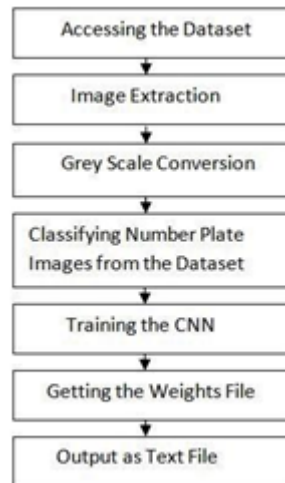 Accessing the Dataset
Image Extraction
Grey Scale Conversion
Classifying Number Plate
Images from the Dataset
Training the CNN
Getting the Weights File
Output as Text File